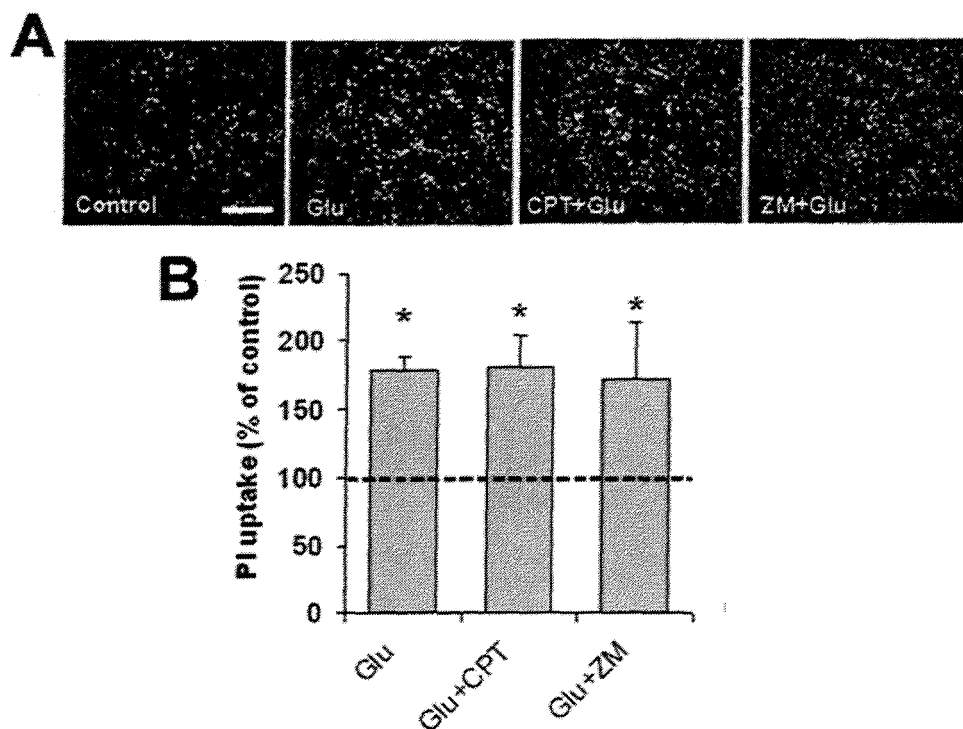 A
Control
Glu
CPT+Glu
ZM+Glu
B
PI uptake (% of control)
250
200
150
100
50
0
*
*
*
Glu
Glu+CPT
Glu+ZM